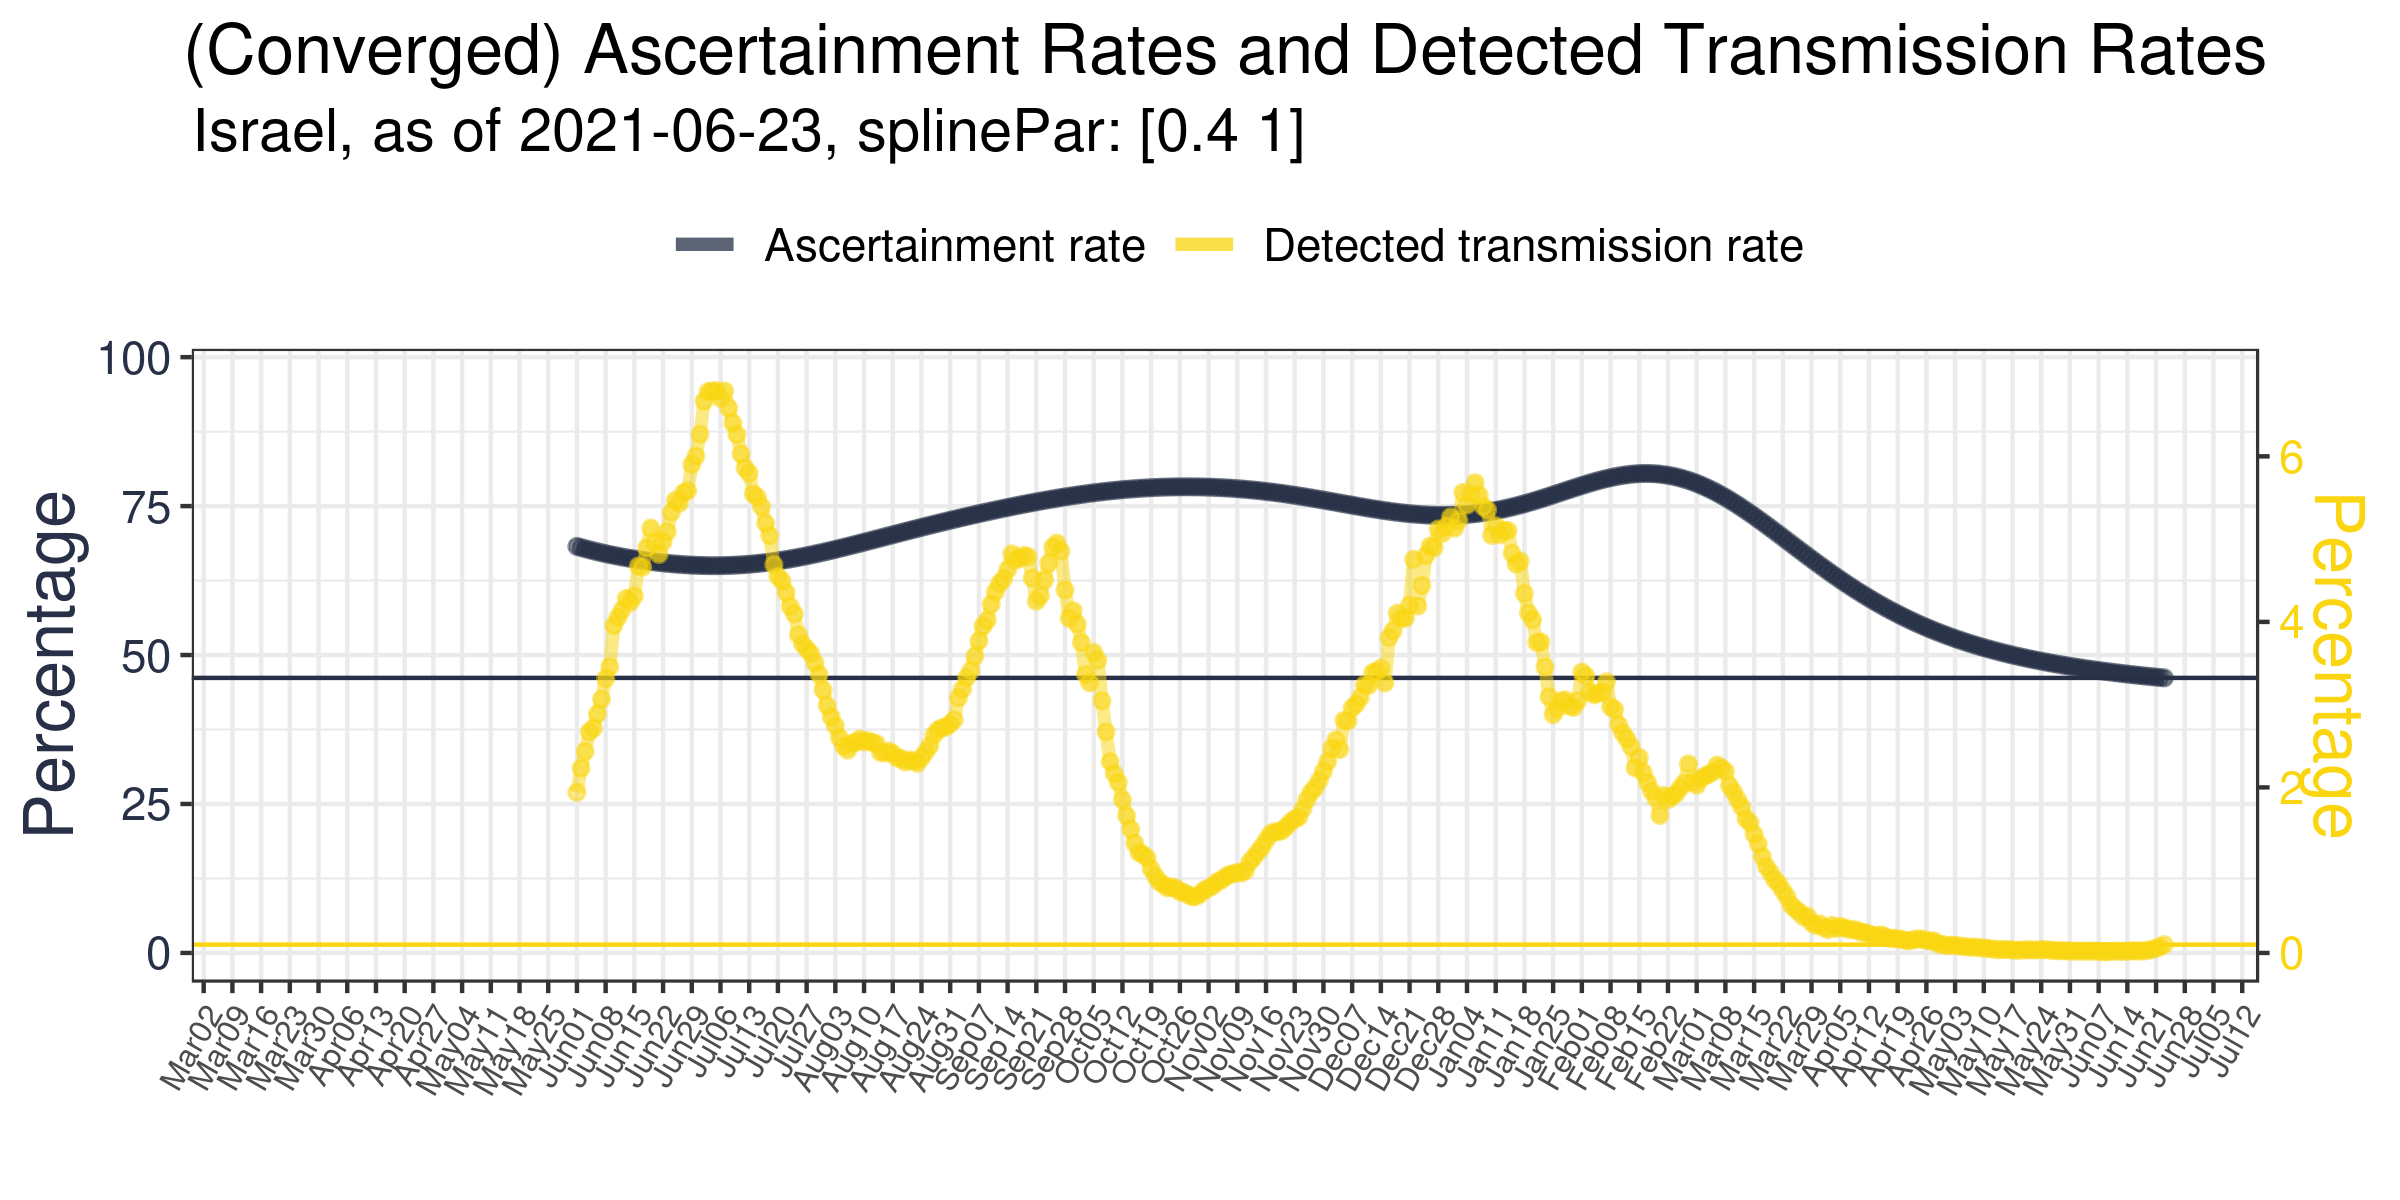 (Converged) Ascertainment Rates and Detected Transmission Rates
Israel, as of 2021-06-23, splinePar: [0.4 1]
Ascertainment rate Detected transmission rate
100
75
50
25
0
Percentage
6
4
2
0
Percentage
Mar02 Mar09 Mar16 Mar23 Mar30 Apr06 Apr13 Apr20 Apr27 May04 May11 May18 May25 Jun01 Jun08 Jun15 Jun22 Jun29 Jul06 Jul13 Jul20 Jul27 Aug03 Aug10 Aug17 Aug24 Aug31 Sep07 Sep14 Sep21 Sep28 Oct05 Oct12 Oct19 Oct26 Nov02 Nov09 Nov16 Nov23 Nov30 Dec07 Dec14 Dec21 Dec28 Jan04 Jan11 Jan18 Jan25 Feb01 Feb08 Feb15 Feb22 Mar01 Mar08 Mar15 Mar22 Mar29 Apr05 Apr12 Apr19 Apr26 May03 May10 May17 May24 May31 Jun07 Jun14 Jun21 Jun28 Jul05 Jul12